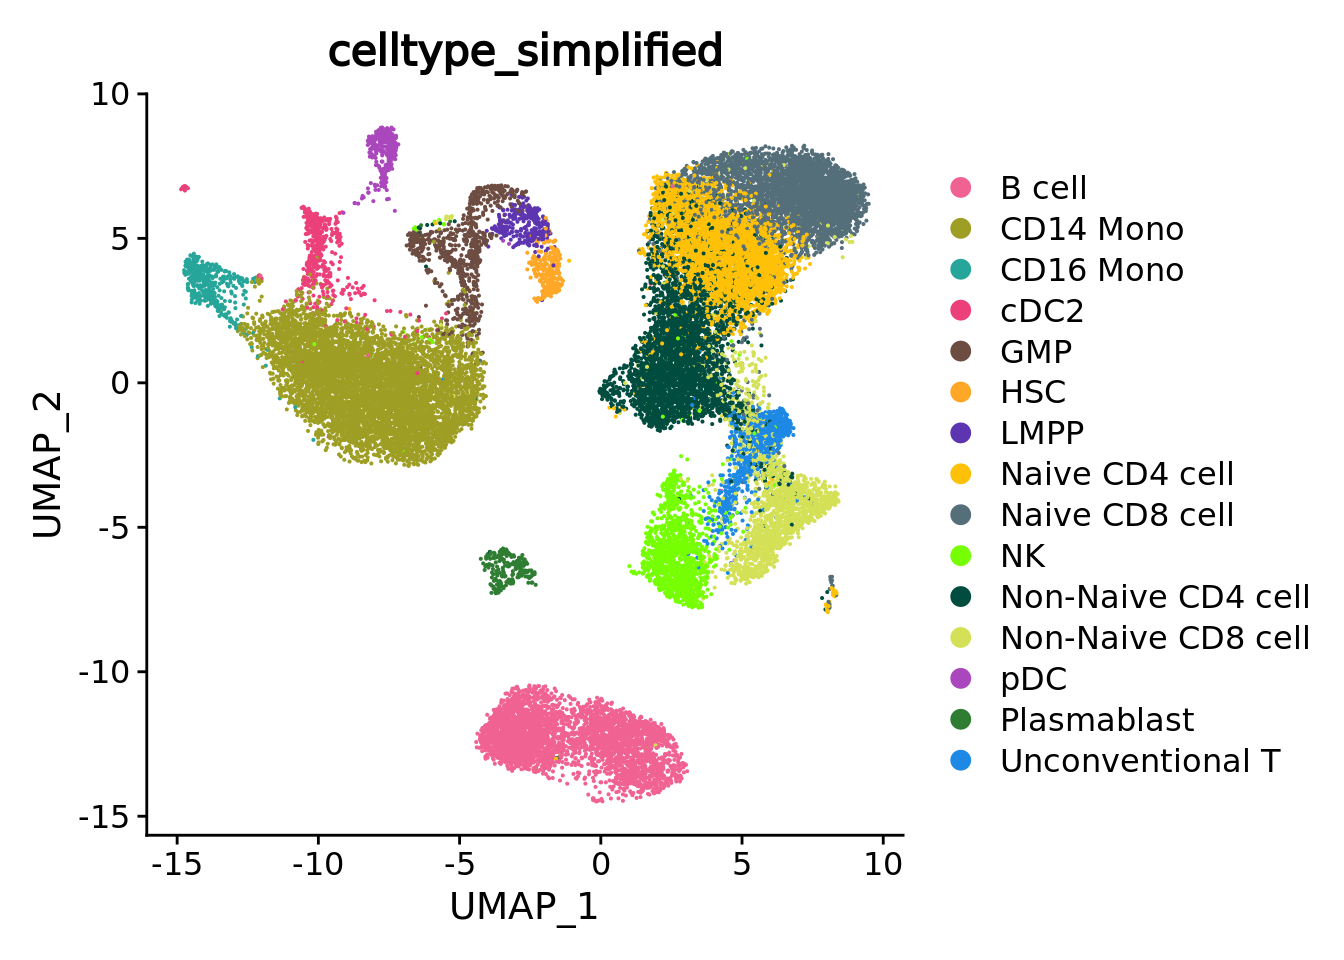 celltype_simplified
10
5
0
-5
-10
-15
UMAP_2
-15 -10 -5 0 5 10
UMAP_1
B cell
CD14 Mono
CD16 Mono
cDC2
GMP
HSC
LMPP
Naive CD4 cell
Naive CD8 cell
NK
Non-Naive CD4 cell
Non-Naive CD8 cell
pDC
Plasmablast
Unconventional T